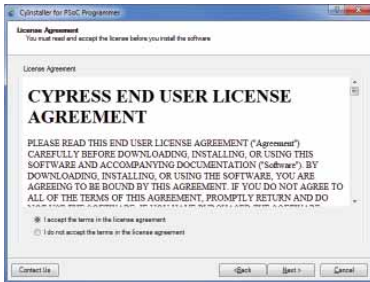 CyInstaller for PSoC Programmer
License Agreement
You must read and accept the license before you install the software
License Agreement
CYPRESS END USER LICENSE
AGREEMENT
PLEASE READ THIS END USER LICENSE AGREEMENT ("Agreement")
CAREFULLY BEFORE DOWNLOADING, INSTALLING, OR USING THIS
SOFTWARE AND ACCOMPANYING DOCUMENTATION ("Software"). BY
DOWNLOADING, INSTALLING, OR USING THE SOFTWARE, YOU ARE
AGREEING TO BE BOUND BY THIS AGREEMENT. IF YOU DO NOT AGREE TO
ALL OF THE TERMS OF THIS AGREEMENT, PROMPTLY RETURN AND DO
I accept the terms in the license agreement
I do not accept the terms in the license agreement
Contact Us
<Back
Next >
Cancel